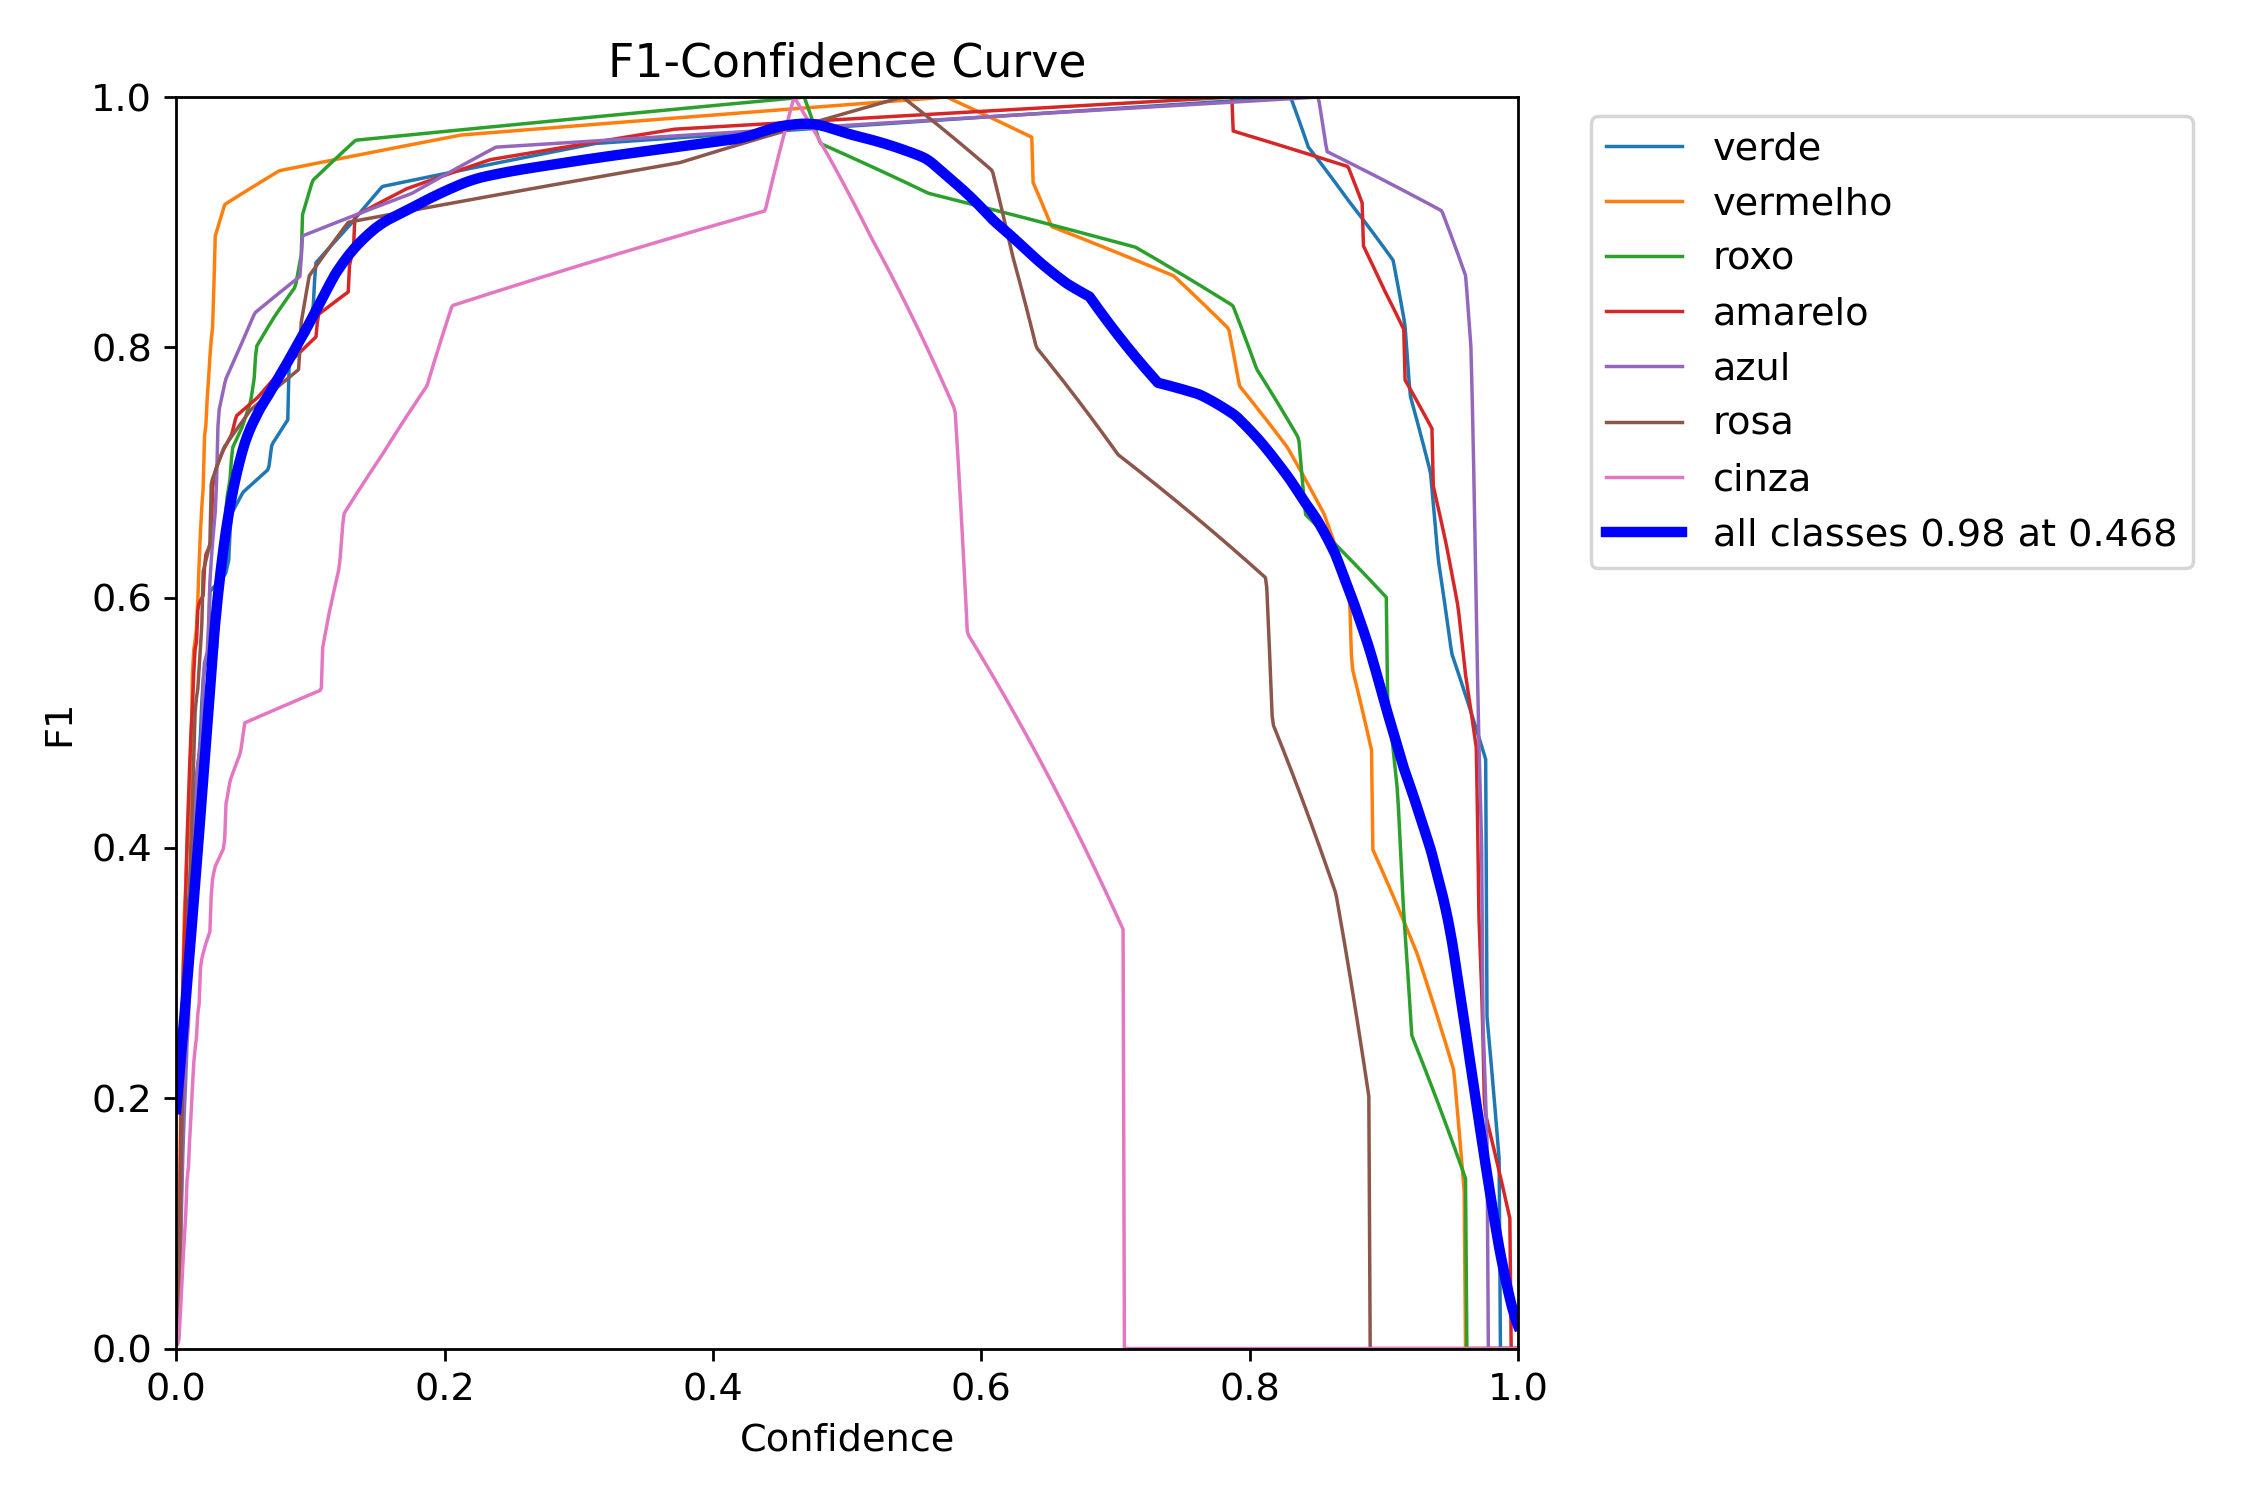 F1-Confidence Curve
1.0
0.8
0.6
0.4
0.2
0.0
F1
0.0 0.2 0.4 0.6 0.8 1.0
Confidence
verde
vermelho
roxo
amarelo
azul
rosa
cinza
all classes 0.98 at 0.468